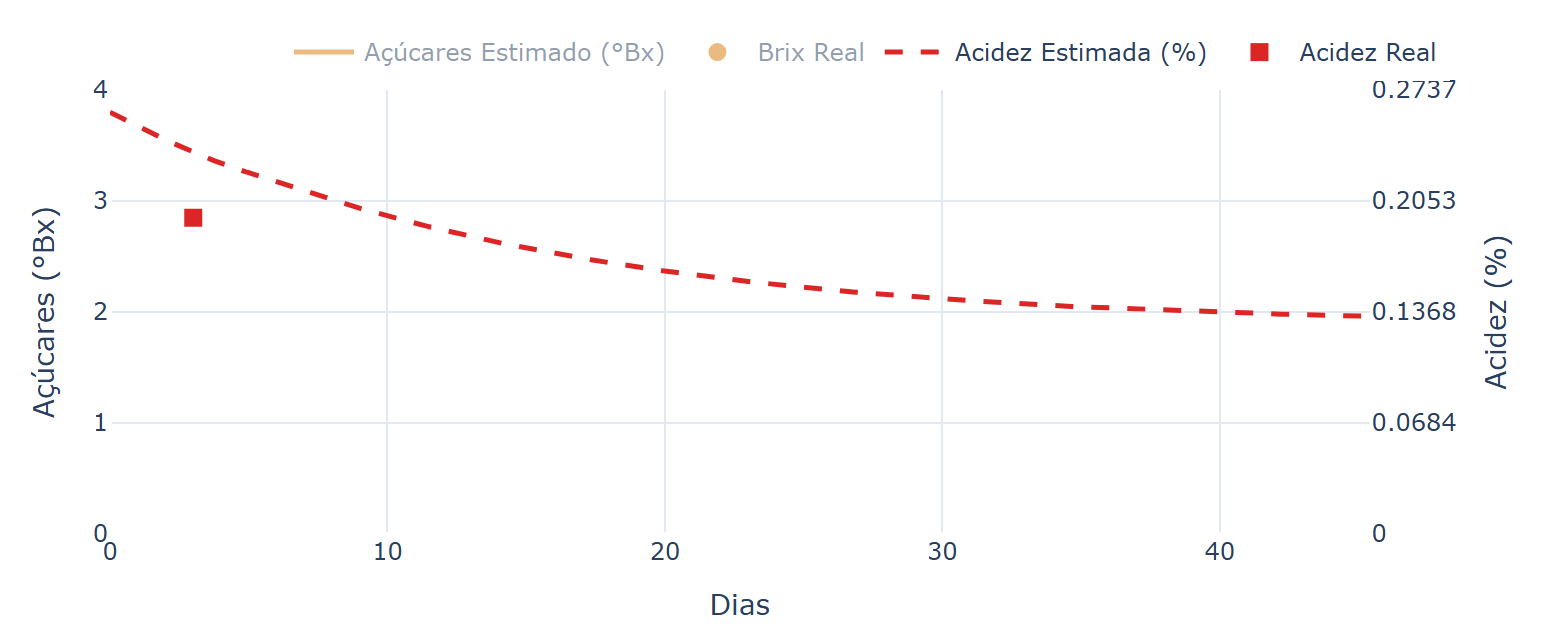 Açúcares Estimado (°Bx) Brix Real Acidez Estimada (%) Acidez Real
4 0.2737
3 0.2053
2 0.1368
1 0.0684
0 0
0 10 20 30 40
Dias
Açúcares (°Bx)
Acidez (%)